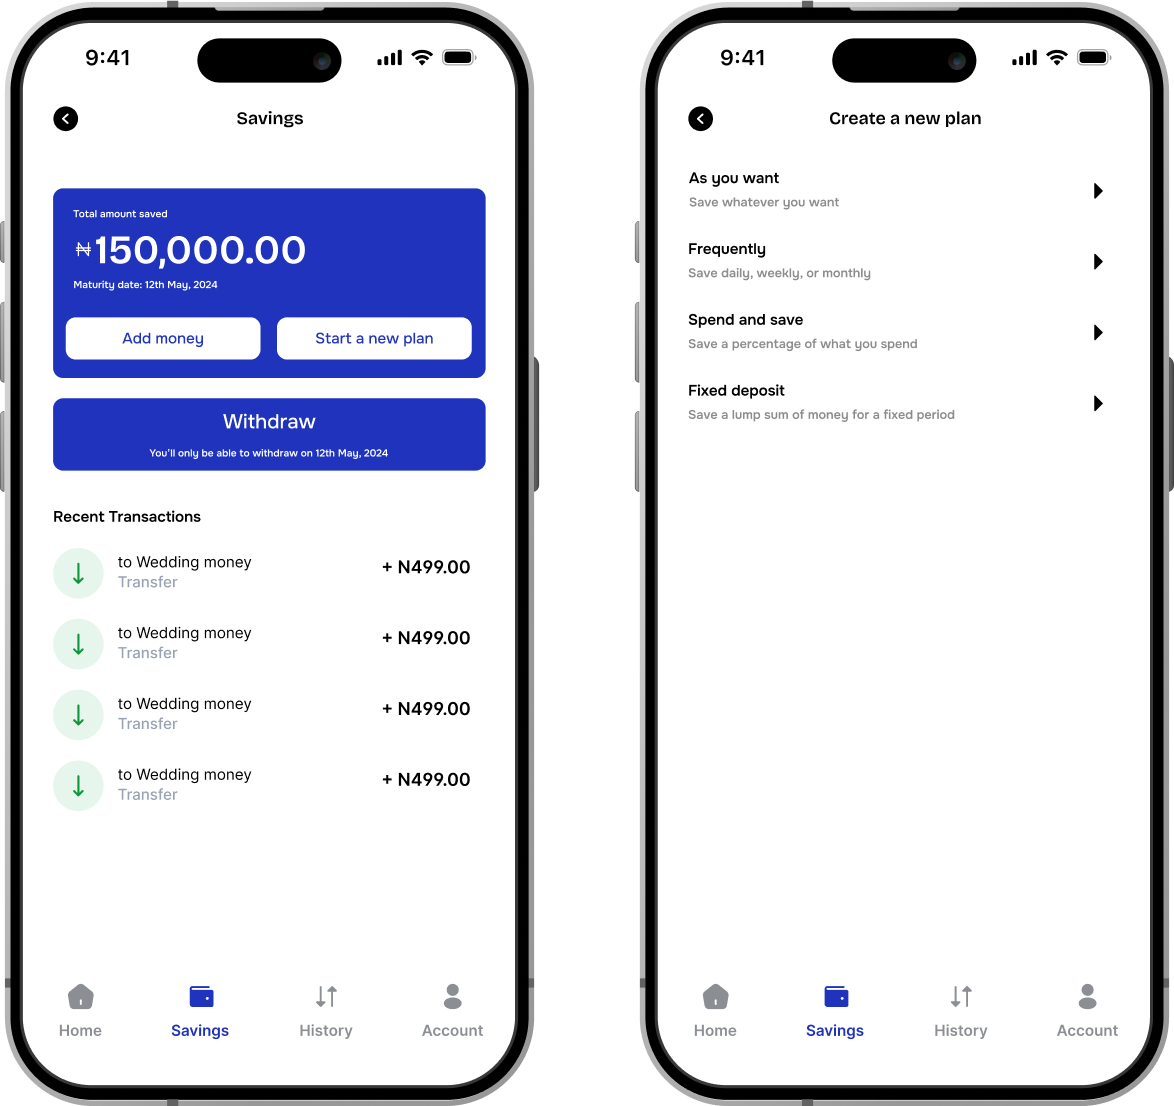 9:41
Savings
Total amount saved
₦150,000.00
Maturity date: 12th May, 2024
Add money
Start a new plan
Withdraw
You'll only be able to withdraw on 12th May, 2024
Recent Transactions
to Wedding money
+ N499.00
Transfer
to Wedding money
+ N499.00
Transfer
to Wedding money
+ N499.00
Transfer
to Wedding money
+ N499.00
Transfer
Home
Savings
History
Account
9:41
Create a new plan
As you want
Save whatever you want
Frequently
Save daily, weekly, or monthly
Spend and save
Save a percentage of what you spend
Fixed deposit
Save a lump sum of money for a fixed period
Home
Savings
History
Account